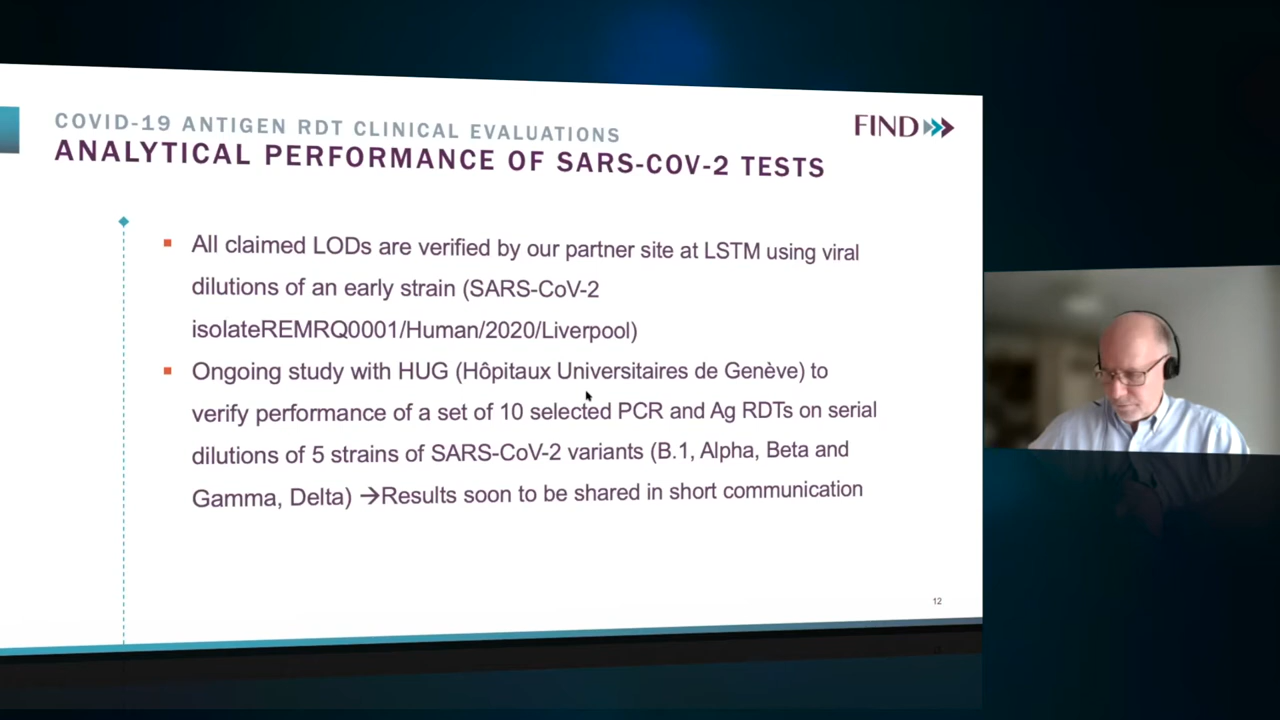 COVID-19 ANTIGEN RDT CLINICAL EVALUATIONS
ANALYTICAL PERFORMANCE OF SARS-COV-2 TESTS
FIND
All claimed LODs are verified by our partner site at LSTM using viral
dilutions of an early strain (SARS-CoV-2
isolateREMRQ0001/Human/2020/Liverpool)
Ongoing study with HUG (Hôpitaux Universitaires de Genève) to
verify performance of a set of 10 selected PCR and Ag RDTs on serial
dilutions of 5 strains of SARS-CoV-2 variants (B.1, Alpha, Beta and
Gamma, Delta) →Results soon to be shared in short communication
12